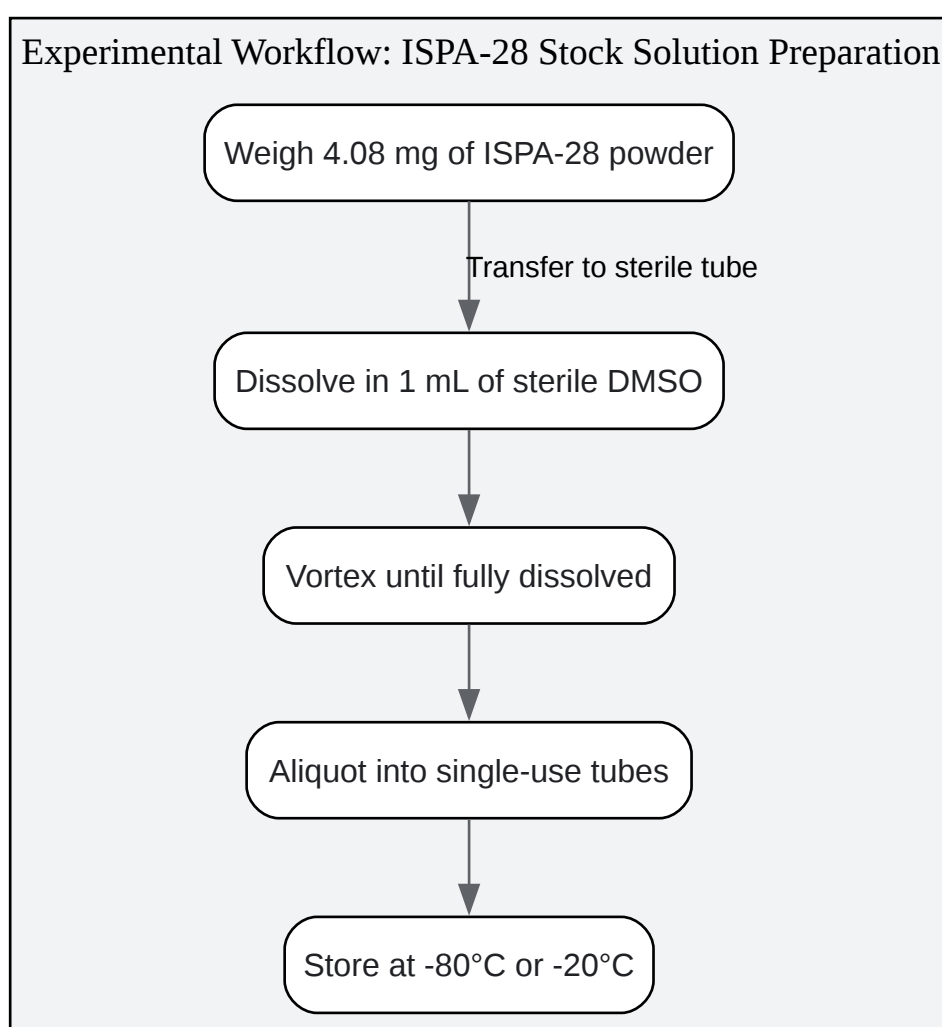 Experimental Workflow: ISPA-28 Stock Solution Preparation
Weigh 4.08 mg of ISPA-28 powder
Transfer to sterile tube
Dissolve in 1 mL of sterile DMSO
Vortex until fully dissolved
Aliquot into single-use tubes
Store at -80°C or -20°C